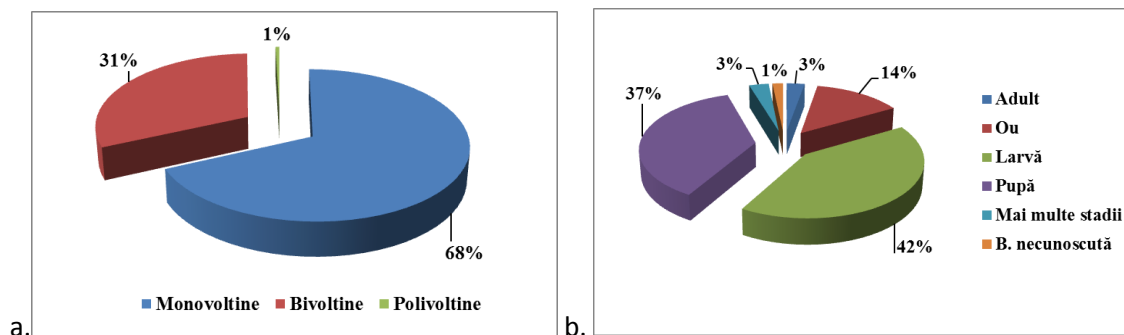 1%
31%
68%
Monovoltine Bivoltine Polivoltine
a.
3% 1% 3%
14%
37%
42%
Adult
Ou
Larvă
Pupă
Mai multe stadii
B. necunoscută
b.